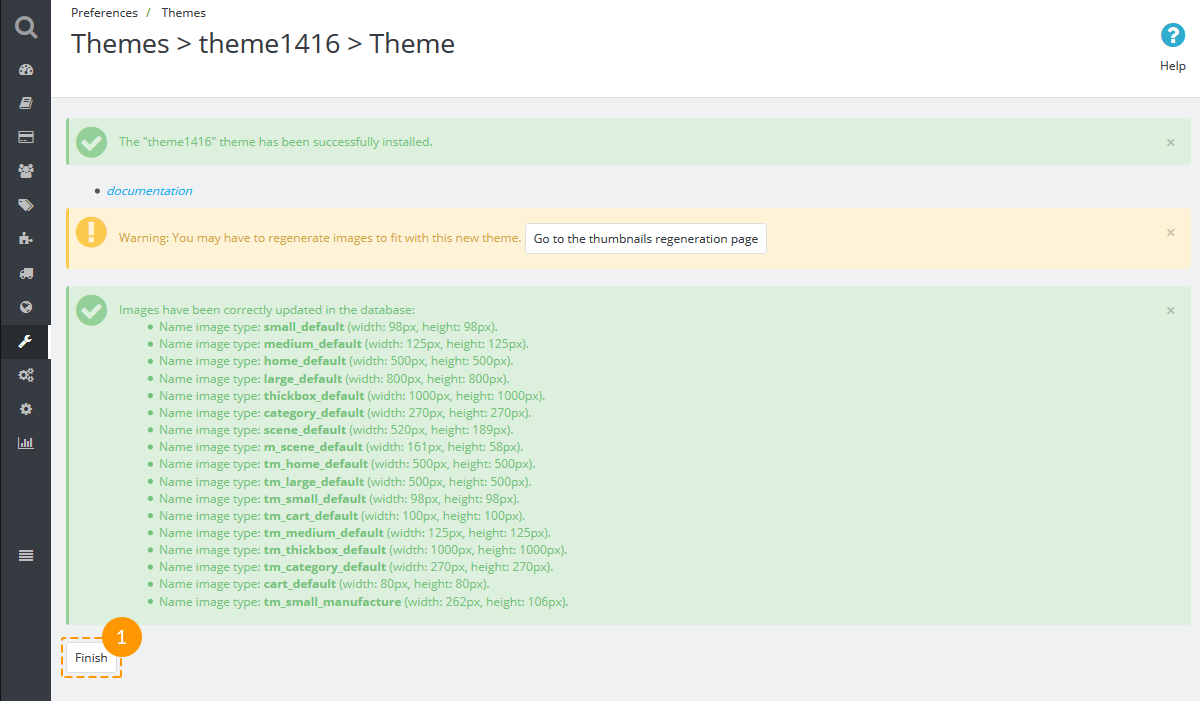 Preferences / Themes
Themes > theme1416 > Theme
Help
The "theme1416" theme has been successfully installed.
×
• documentation
Warning: You may have to regenerate images to fit with this new theme. Go to the thumbnails regeneration page
×
Images have been correctly updated in the database:
×
• Name image type: small_default (width: 98px, height: 98px).
• Name image type: medium_default (width: 125px, height: 125px).
• Name image type: home_default (width: 500px, height: 500px).
• Name image type: large_default (width: 800px, height: 800px).
• Name image type: thickbox_default (width: 1000px, height: 1000px).
• Name image type: category_default (width: 270px, height: 270px).
• Name image type: scene_default (width: 520px, height: 189px).
• Name image type: m_scene_default (width: 161px, height: 58px).
• Name image type: tm_home_default (width: 500px, height: 500px).
• Name image type: tm_large_default (width: 500px, height: 500px).
• Name image type: tm_small_default (width: 98px, height: 98px).
• Name image type: tm_cart_default (width: 100px, height: 100px).
• Name image type: tm_medium_default (width: 125px, height: 125px).
• Name image type: tm_thickbox_default (width: 1000px, height: 1000px).
• Name image type: tm_category_default (width: 270px, height: 270px).
• Name image type: cart_default (width: 80px, height: 80px).
• Name image type: tm_small_manufacture (width: 262px, height: 106px).
1
Finish